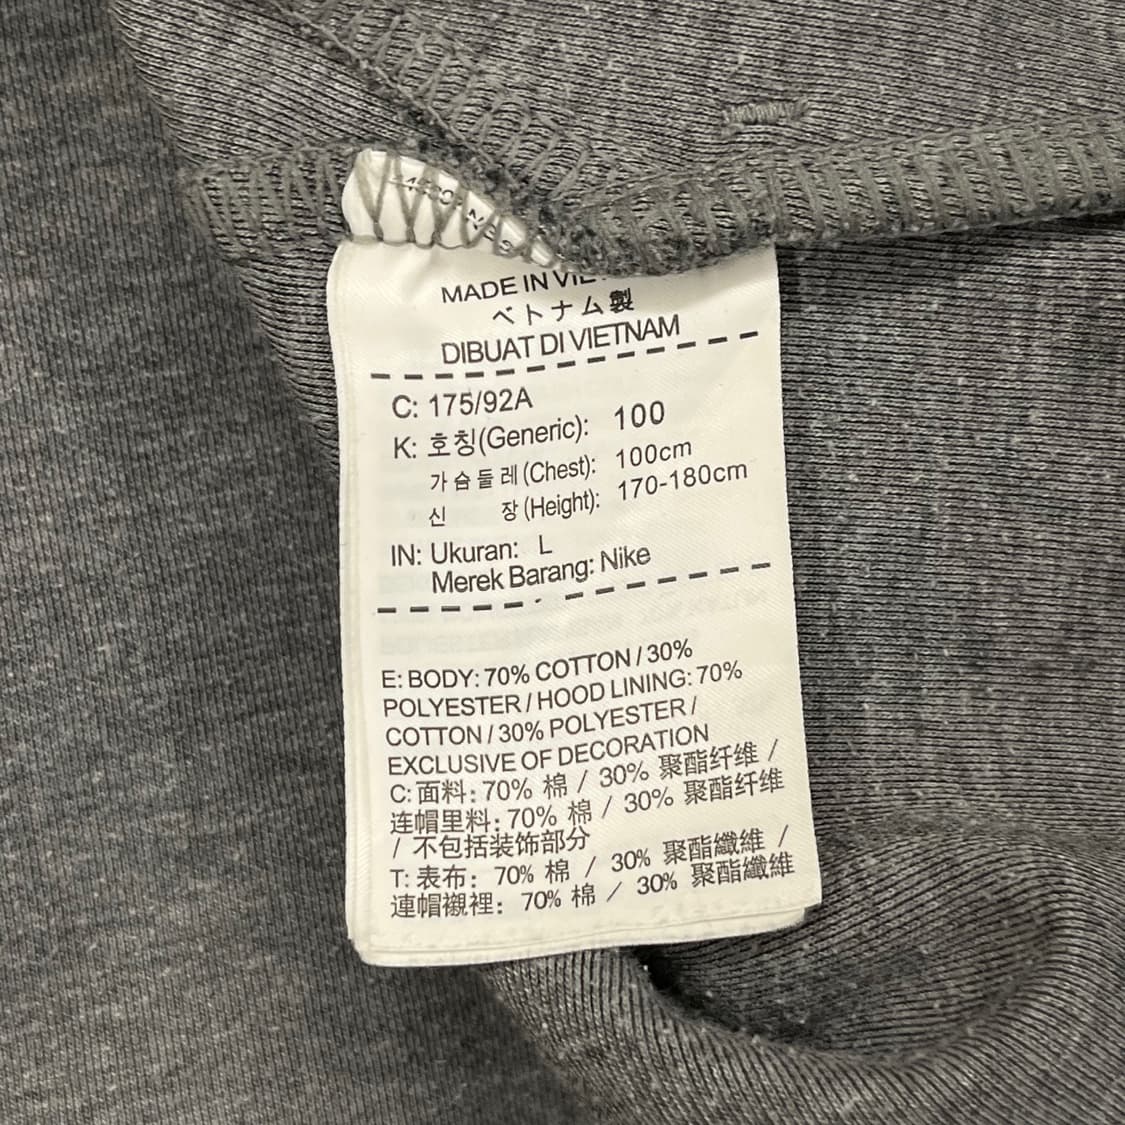 MADE IN
ベトナム製
DIBUAT DI VIETNAM
C: 175/92A
K: 호칭(Generic): 100
가슴둘레(Chest): 100cm
신 장(Height): 170-180cm
IN: Ukuran: L
Merek Barang: Nike
E: BODY: 70% COTTON / 30%
POLYESTER / HOOD LINING: 70%
COTTON / 30% POLYESTER /
EXCLUSIVE OF DECORATION
C: 面料: 70% 棉 / 30% 聚酯纤维 /
连帽里料: 70% 棉 / 30% 聚酯纤维
/ 不包括装饰部分
T: 表布: 70% 棉 / 30% 聚酯纖維 /
連帽襯裡: 70% 棉 / 30% 聚酯纖維